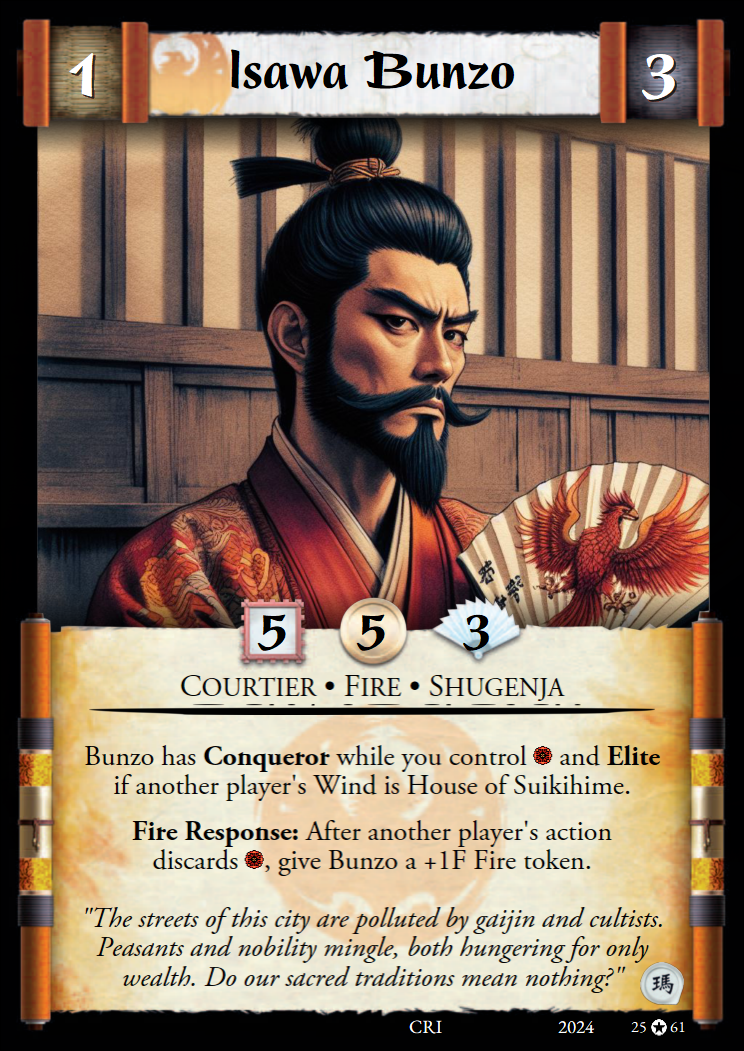 1 Isawa Bunzo 3
5 5 3
COURTIER • FIRE • SHUGENJA
Bunzo has Conqueror while you control and Elite
if another player's Wind is House of Suikihime.
Fire Response: After another player's action
discards , give Bunzo a +1F Fire token.
"The streets of this city are polluted by gaijin and cultists.
Peasants and nobility mingle, both hungering for only
wealth. Do our sacred traditions mean nothing?"
瑪
CRI 2024 25 61